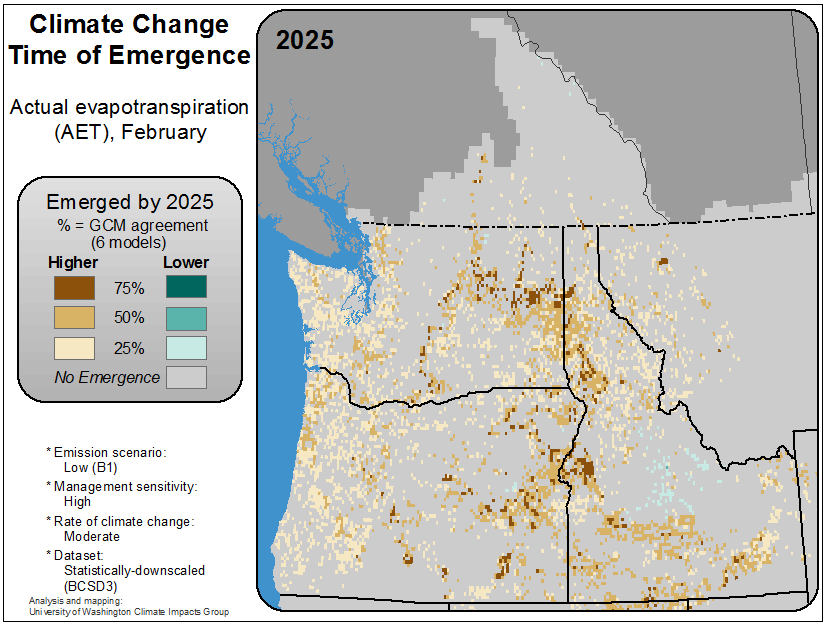 Climate Change
Time of Emergence
Actual evapotranspiration
(AET), February
Emerged by 2025
% = GCM agreement
(6 models)
Higher Lower
75%
50%
25%
No Emergence
* Emission scenario:
Low (B1)
* Management sensitivity:
High
* Rate of climate change:
Moderate
* Dataset:
Statistically-downscaled
(BCSD3)
Analysis and mapping:
University of Washington Climate Impacts Group
2025